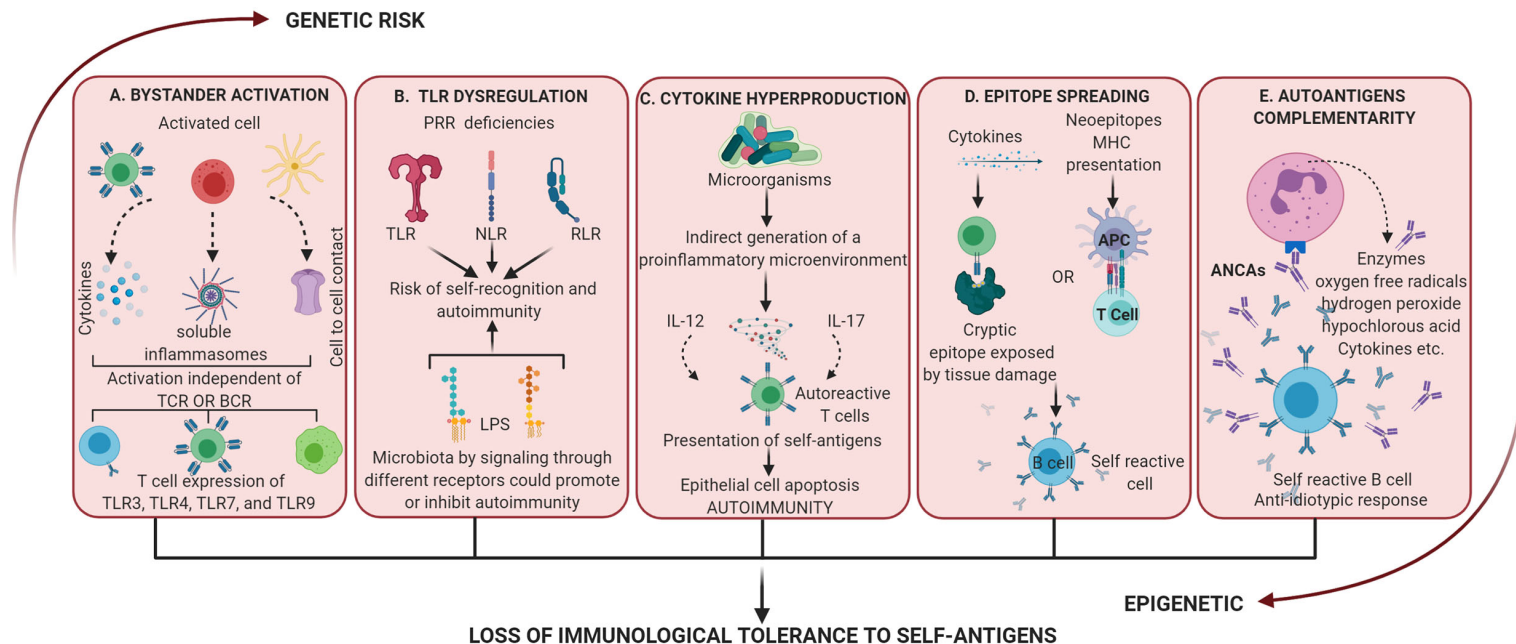 GENETIC RISK
A. BYSTANDER ACTIVATION
Activated cell
Cytokines
soluble
inflammasomes
Cell to cell contact
Activation independent of
TCR OR BCR
T cell expression of
TLR3, TLR4, TLR7, and TLR9
B. TLR DYSREGULATION
PRR deficiencies
TLR
NLR
RLR
Risk of self-recognition and
autoimmunity
LPS
Microbiota by signaling through
different receptors could promote
or inhibit autoimmunity
C. CYTOKINE HYPERPRODUCTION
Microorganisms
Indirect generation of a
proinflammatory microenvironment
IL-12
IL-17
Autoreactive
T cells
Presentation of self-antigens
Epithelial cell apoptosis
AUTOIMMUNITY
D. EPITOPE SPREADING
Cytokines
Neoepitopes
MHC
presentation
APC
OR
T Cell
Cryptic
epitope exposed
by tissue damage
B cell
Self reactive
cell
E. AUTOANTIGENS
COMPLEMENTARITY
ANCAs
Enzymes
oxygen free radicals
hydrogen peroxide
hypochlorous acid
Cytokines etc.
Self reactive B cell
Anti-idiotypic response
EPIGENETIC
LOSS OF IMMUNOLOGICAL TOLERANCE TO SELF-ANTIGENS